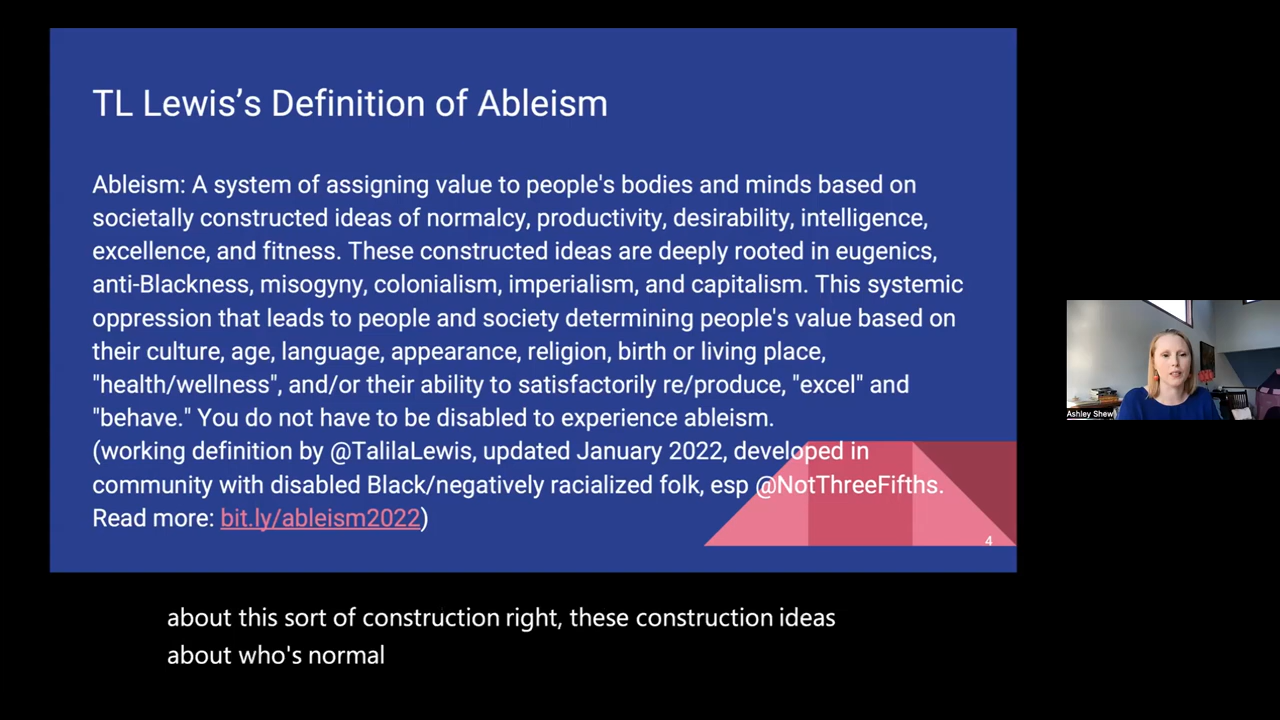 TL Lewis’s Definition of Ableism
Ableism: A system of assigning value to people's bodies and minds based on
societally constructed ideas of normalcy, productivity, desirability, intelligence,
excellence, and fitness. These constructed ideas are deeply rooted in eugenics,
anti-Blackness, misogyny, colonialism, imperialism, and capitalism. This systemic
oppression that leads to people and society determining people's value based on
their culture, age, language, appearance, religion, birth or living place,
"health/wellness", and/or their ability to satisfactorily re/produce, "excel" and
"behave." You do not have to be disabled to experience ableism.
(working definition by @TalilaLewis, updated January 2022, developed in
community with disabled Black/negatively racialized folk, esp @NotThreeFifths.
Read more: bit.ly/ableism2022)
4
Ashley Shew
about this sort of construction right, these construction ideas
about who's normal